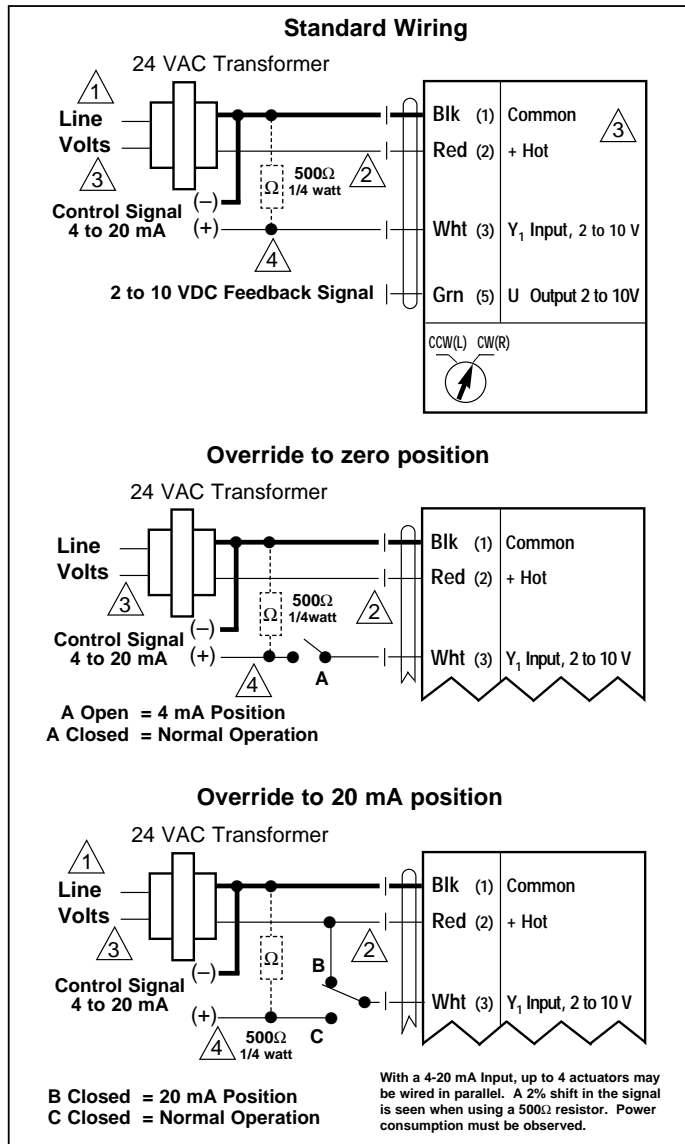 Standard Wiring
24 VAC Transformer
1
Line
Volts
3
Blk (1) Common
3
Red (2) + Hot
500Ω
1/4 watt
Ω
2
(–)
Control Signal
4 to 20 mA
(+)
4
Wht (3) Y1 Input, 2 to 10 V
2 to 10 VDC Feedback Signal
Grn (5) U Output 2 to 10V
CCW(L) CW(R)
Override to zero position
24 VAC Transformer
Line
Volts
3
Blk (1) Common
Red (2) + Hot
500Ω
1/4watt
Ω
2
(–)
Control Signal
4 to 20 mA
(+)
4
A
Wht (3) Y1 Input, 2 to 10 V
A Open = 4 mA Position
A Closed = Normal Operation
Override to 20 mA position
24 VAC Transformer
1
Line
Volts
3
Blk (1) Common
Red (2) + Hot
Ω
2
B
(–)
Control Signal
4 to 20 mA
(+)
4
500Ω
1/4 watt
C
Wht (3) Y1 Input, 2 to 10 V
B Closed = 20 mA Position
C Closed = Normal Operation
With a 4-20 mA Input, up to 4 actuators may
be wired in parallel. A 2% shift in the signal
is seen when using a 500Ω resistor. Power
consumption must be observed.